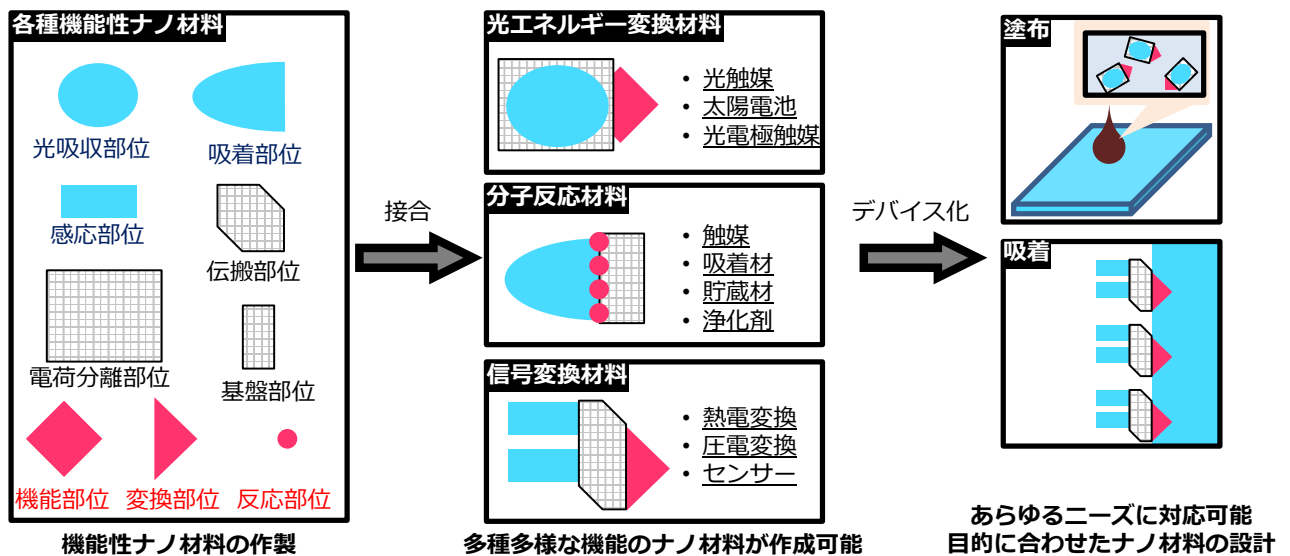 各種機能性ナノ材料
光吸収部位
吸着部位
感応部位
伝搬部位
電荷分離部位
基盤部位
機能部位
変換部位
反応部位
機能性ナノ材料の作製
接合
光エネルギー変換材料
• 光触媒
• 太陽電池
• 光電極触媒
分子反応材料
• 触媒
• 吸着材
• 貯蔵材
• 浄化剤
信号変換材料
• 熱電変換
• 圧電変換
• センサー
多種多様な機能のナノ材料が作成可能
デバイス化
塗布
吸着
あらゆるニーズに対応可能
目的に合わせたナノ材料の設計